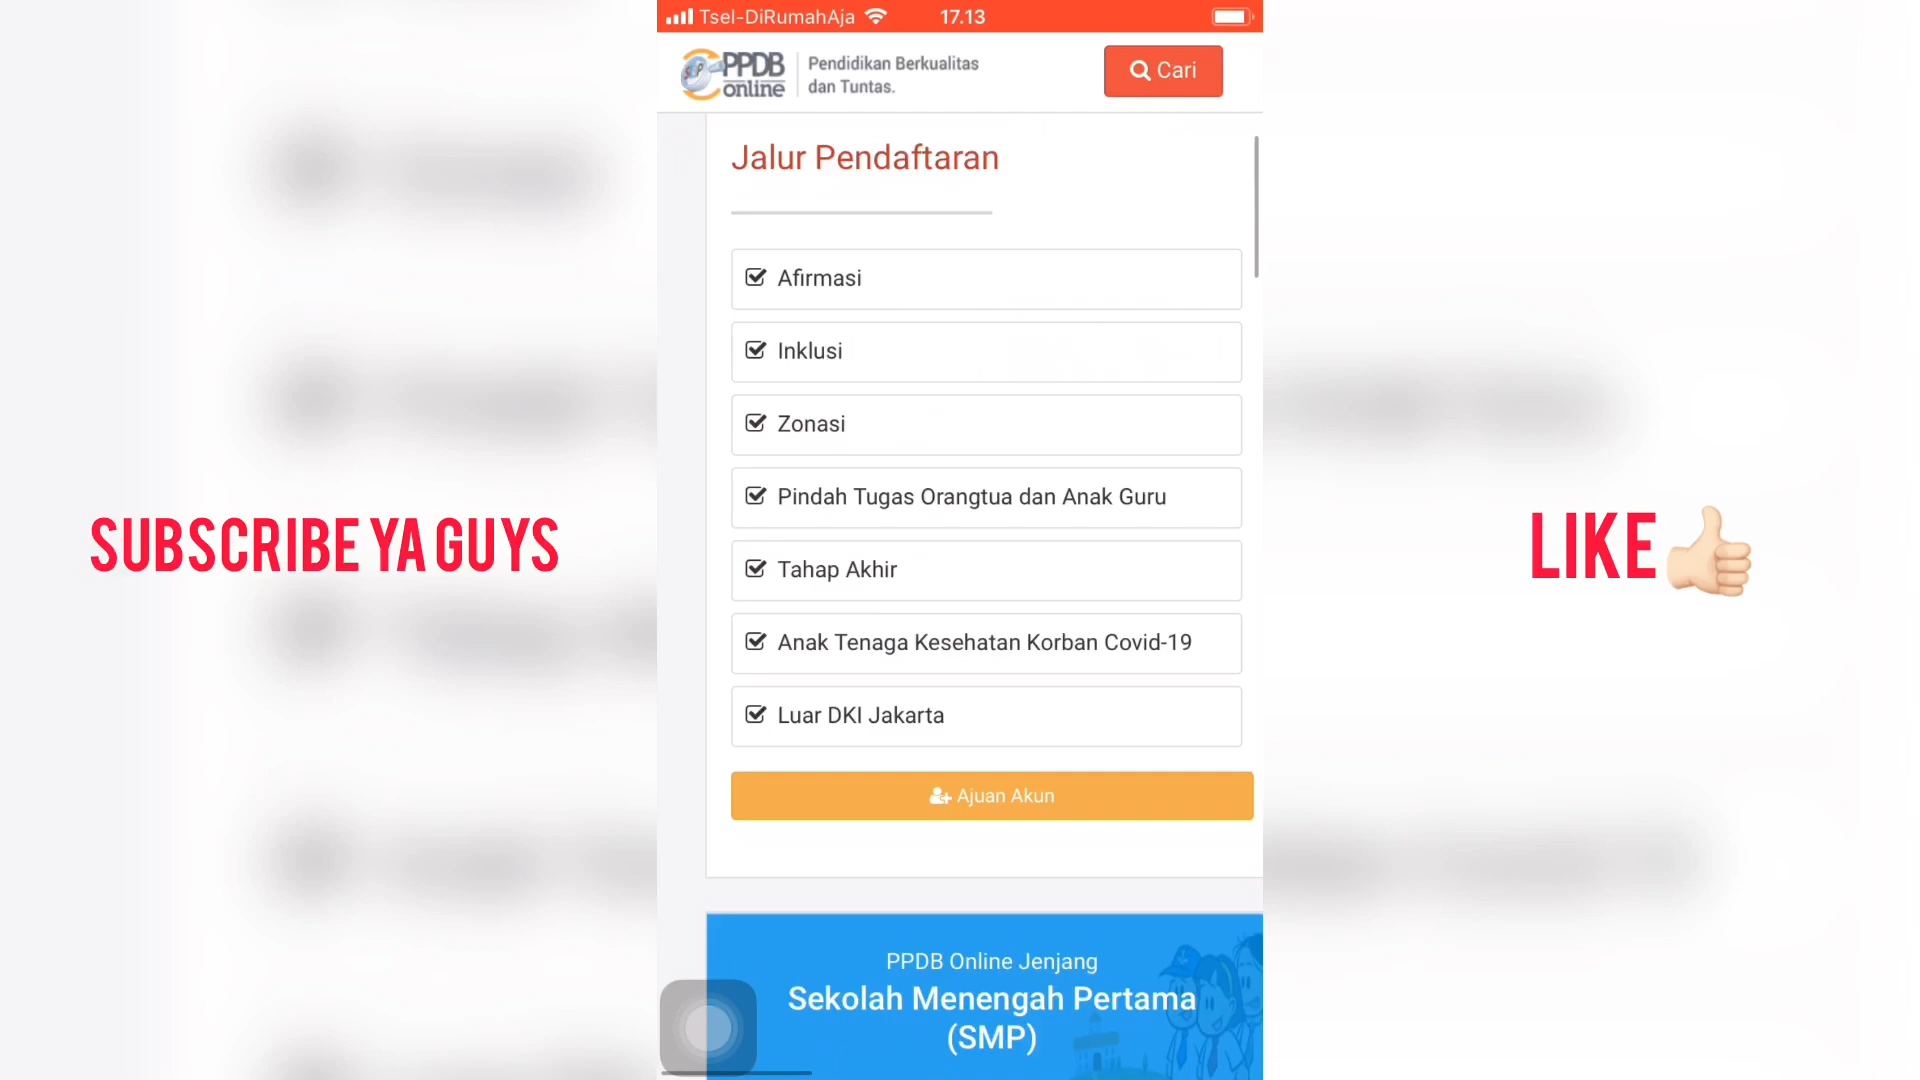 Tsel-DiRumahAja 17.13
PPDB online
Pendidikan Berkualitas
dan Tuntas.
Cari
Jalur Pendaftaran
Afirmasi
Inklusi
Zonasi
Pindah Tugas Orangtua dan Anak Guru
Tahap Akhir
Anak Tenaga Kesehatan Korban Covid-19
Luar DKI Jakarta
Ajuan Akun
PPDB Online Jenjang
Sekolah Menengah Pertama
(SMP)
SUBSCRIBE YA GUYS
LIKE